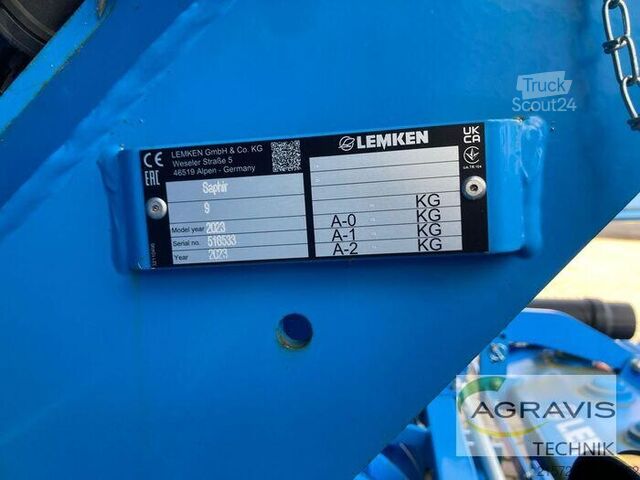 Truck
Scout24
LEMKEN GmbH & Co. KG
Weseler Straße 5
46519 Alpen - Germany
CE
EAC
Saphir
9
Model year 2023
Serial no. 516533
Year 2023
LEMKEN
UK
CA
KG
A-0 KG
A-1 KG
A-2 KG
AGRAVIS
TECHNIK